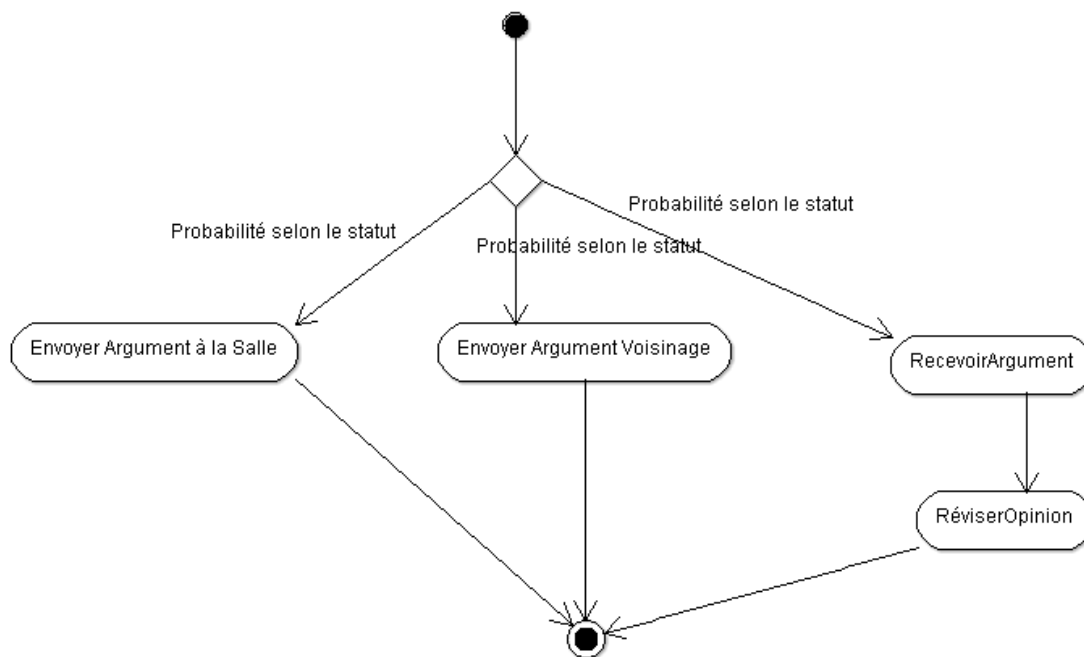 Probabilité selon le statut
Probabilité selon le statut
Probabilité selon le statut
Envoyer Argument à la Salle
Envoyer Argument Voisinage
RecevoirArgument
RéviserOpinion